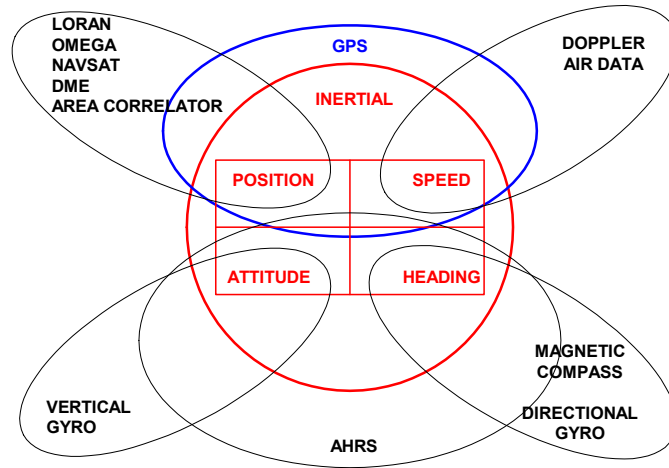 LORAN
OMEGA
NAVSAT
DME
AREA CORRELATOR
GPS
DOPPLER
AIR DATA
INERTIAL
POSITION
SPEED
ATTITUDE
HEADING
MAGNETIC
COMPASS
VERTICAL
GYRO
DIRECTIONAL
GYRO
AHRS